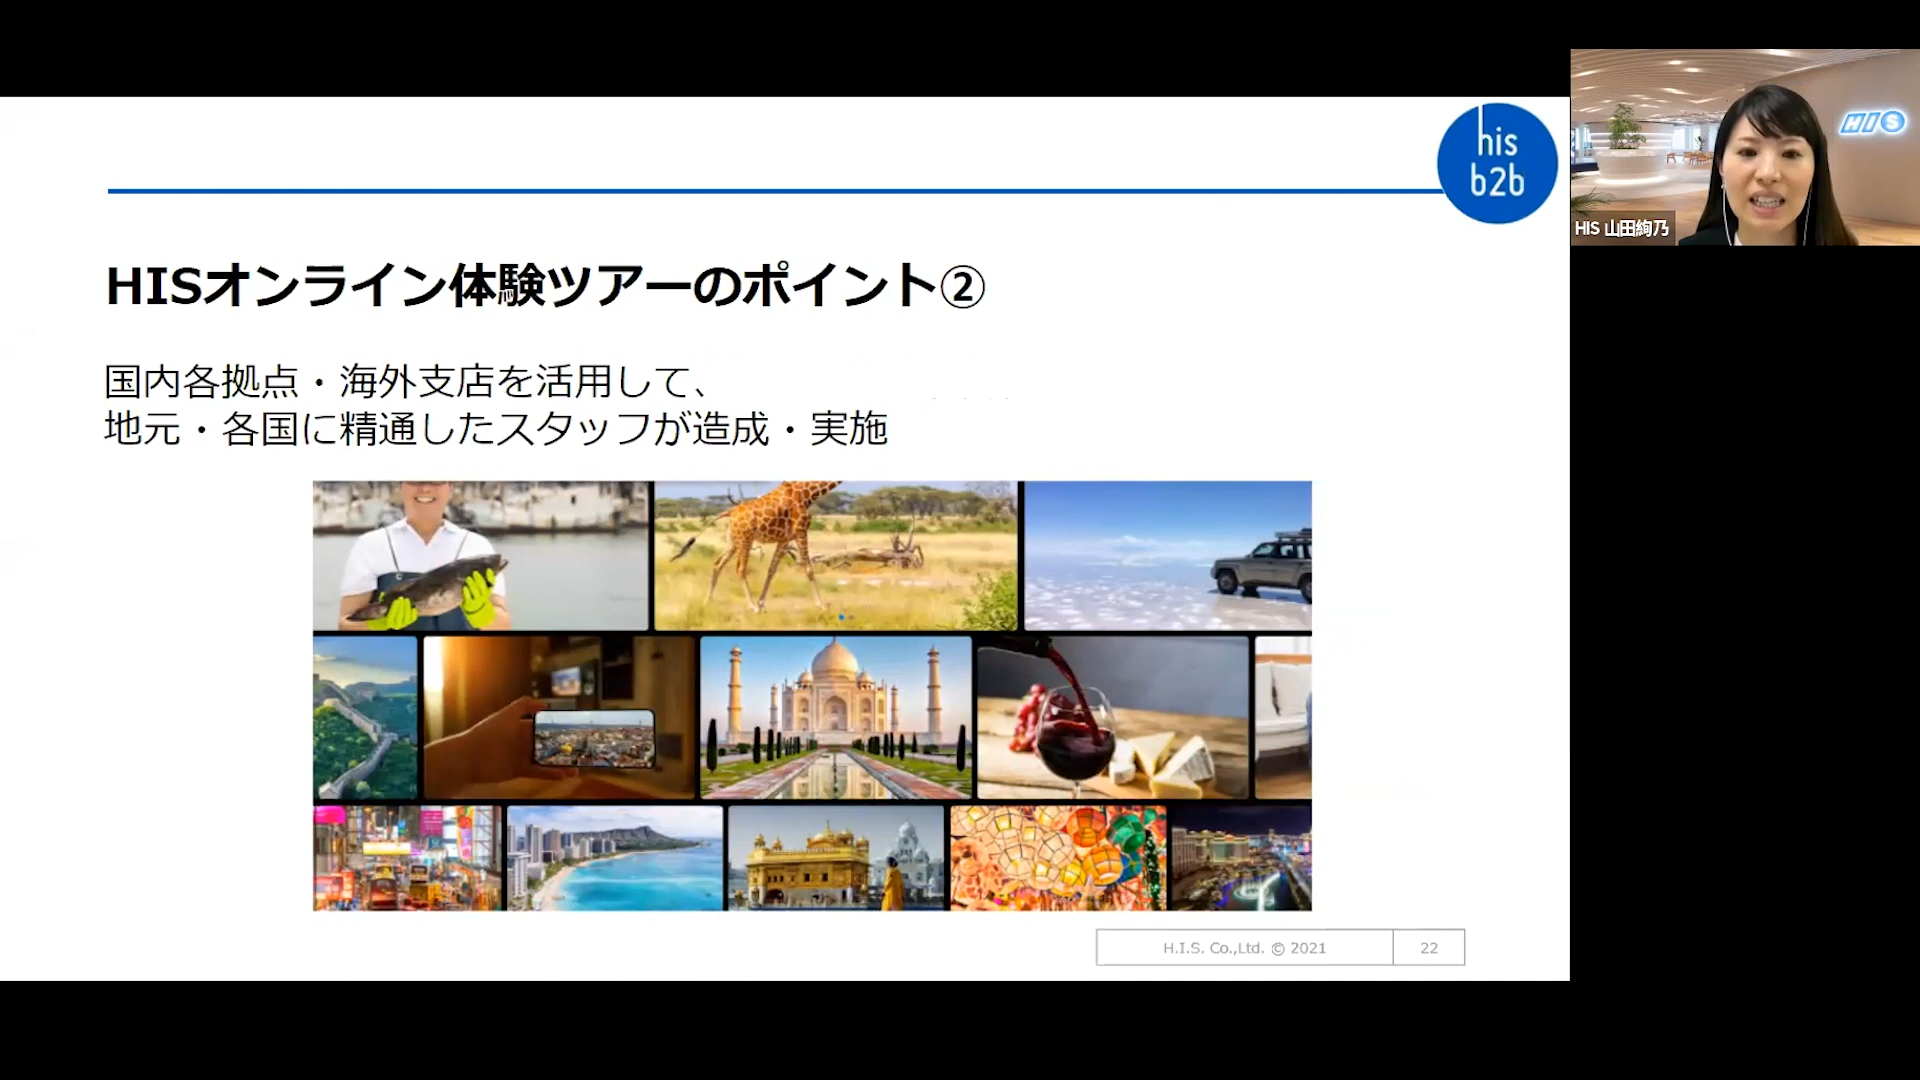 his
b2b
HIS
HIS 山田絢乃
HISオンライン体験ツアーのポイント②
国内各拠点・海外支店を活用して、
地元・各国に精通したスタッフが造成・実施
H.I.S. Co.,Ltd. © 2021
22